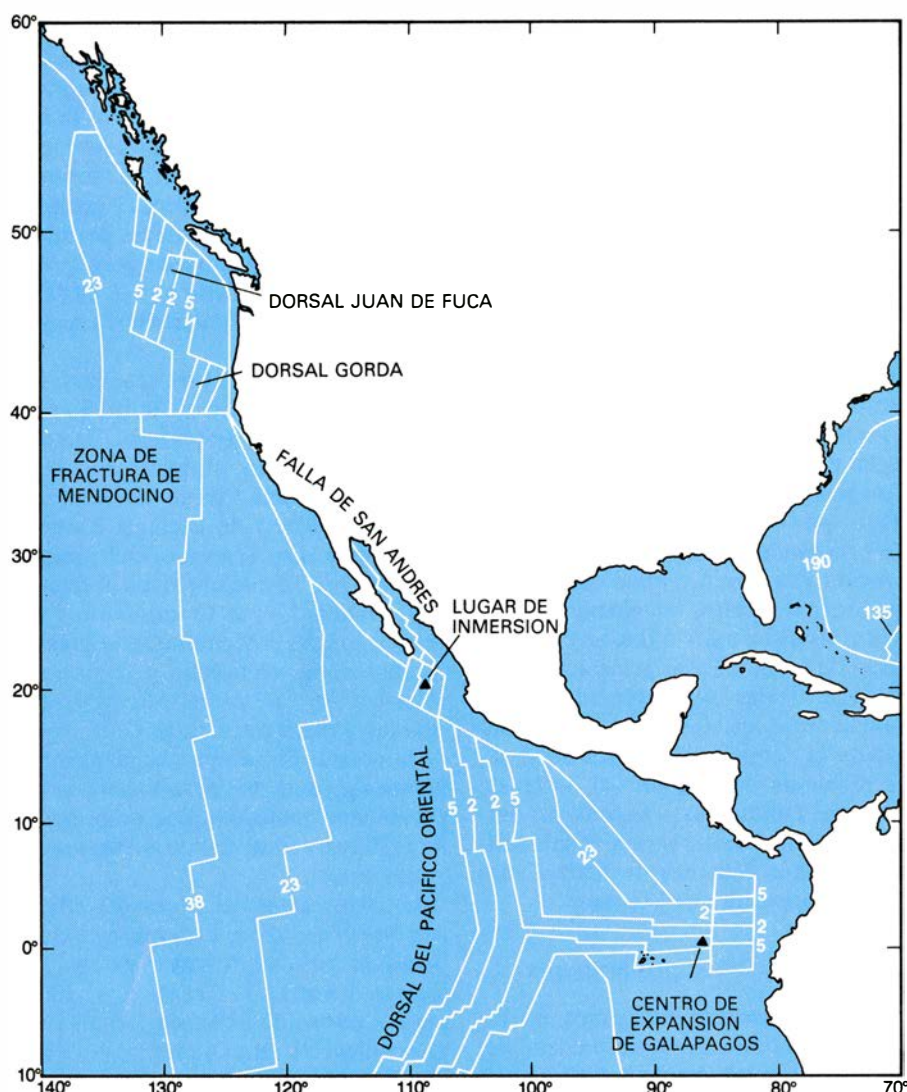 60°
50°
40°
30°
20°
10°
0°
10°
140°
130°
120°
110°
100°
90°
80°
70°
23
5 2 2 5
DORSAL JUAN DE FUCA
DORSAL GORDA
ZONA DE
FRACTURA DE
MENDOCINO
FALLA DE SAN ANDRES
LUGAR DE
INMERSION
190
135
DORSAL DEL PACIFICO ORIENTAL
5 2 2 5
23
38
23
5
2
2
5
CENTRO DE
EXPANSION
DE GALAPAGOS